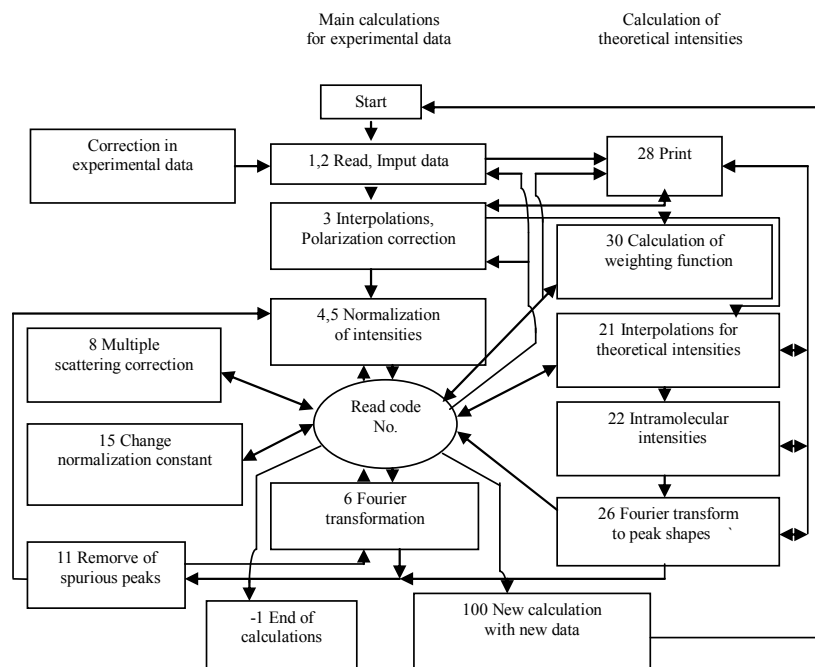 Main calculations
for experimental data
Calculation of
theoretical intensities
Start
Correction in
experimental data
1,2 Read, Imput data
28 Print
3 Interpolations,
Polarization correction
30 Calculation of
weighting function
4,5 Normalization
of intensities
21 Interpolations for
theoretical intensities
8 Multiple
scattering correction
Read code
No.
22 Intramolecular
intensities
15 Change
normalization constant
6 Fourier
transformation
26 Fourier transform
to peak shapes `
11 Remorve of
spurious peaks
-1 End of
calculations
100 New calculation
with new data